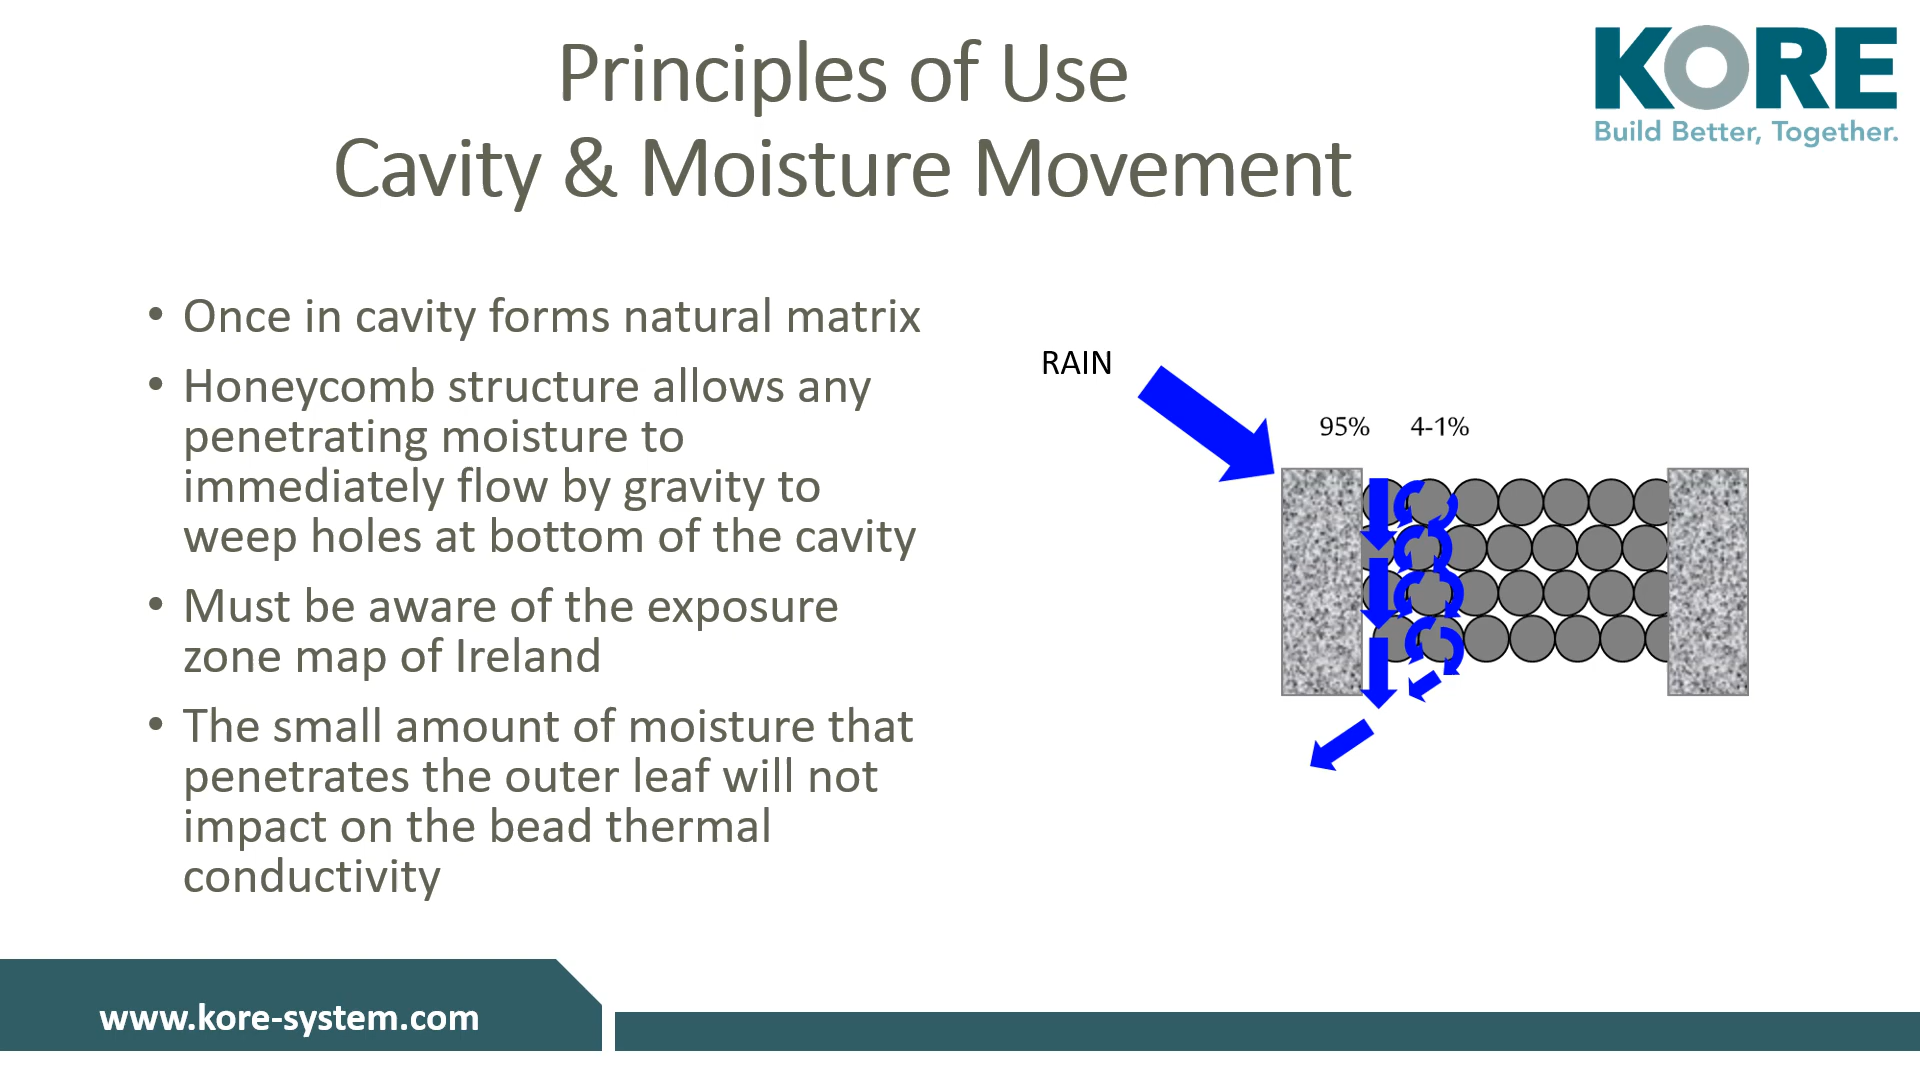 Principles of Use
Cavity & Moisture Movement
KORE
Build Better, Together.
• Once in cavity forms natural matrix
• Honeycomb structure allows any
penetrating moisture to
immediately flow by gravity to
weep holes at bottom of the cavity
• Must be aware of the exposure
zone map of Ireland
• The small amount of moisture that
penetrates the outer leaf will not
impact on the bead thermal
conductivity
RAIN
95% 4-1%
www.kore-system.com